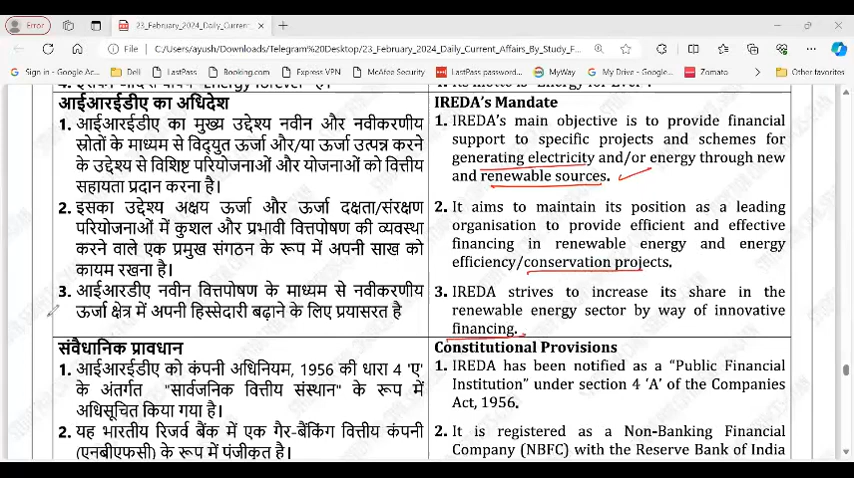 Error
23_February_2024_Daily_Current
File
C:/Users/ayush/Downloads/Telegram%20Desktop/23_February_2024_Daily_Current_Affairs_By_Study_F...
Sign in - Google Ac...
Dell
LastPass
Booking.com
Express VPN
McAfee Security
LastPass password...
MyWay
My Drive - Google...
Zomato
Other favorites
आईआरईडीए का अधिदेश
1. आईआरईडीए का मुख्य उद्देश्य नवीन और नवीकरणीय
स्रोतों के माध्यम से विद्युत ऊर्जा और/या ऊर्जा उत्पन्न करने
के उद्देश्य से विशिष्ट परियोजनाओं और योजनाओं को वित्तीय
सहायता प्रदान करना है।
2. इसका उद्देश्य अक्षय ऊर्जा और ऊर्जा दक्षता/संरक्षण
परियोजनाओं में कुशल और प्रभावी वित्तपोषण की व्यवस्था
करने वाले एक प्रमुख संगठन के रूप में अपनी साख को
कायम रखना है।
3. आईआरडीए नवीन वित्तपोषण के माध्यम से नवीकरणीय
ऊर्जा क्षेत्र में अपनी हिस्सेदारी बढ़ाने के लिए प्रयासरत है
IREDA's Mandate
1. IREDA's main objective is to provide financial
support to specific projects and schemes for
generating electricity and/or energy through new
and renewable sources.
2. It aims to maintain its position as a leading
organisation to provide efficient and effective
financing in renewable energy and energy
efficiency/conservation projects.
3. IREDA strives to increase its share in the
renewable energy sector by way of innovative
financing.
संवैधानिक प्रावधान
1. आईआरईडीए को कंपनी अधिनियम, 1956 की धारा 4 'ए'
के अंतर्गत "सार्वजनिक वित्तीय संस्थान" के रूप में
अधिसूचित किया गया है।
2. यह भारतीय रिजर्व बैंक में एक गैर-बैंकिंग वित्तीय कंपनी
(एनबीएफसी) के रूप में पंजीकृत है।
Constitutional Provisions
1. IREDA has been notified as a "Public Financial
Institution" under section 4 'A' of the Companies
Act, 1956.
2. It is registered as a Non-Banking Financial
Company (NBFC) with the Reserve Bank of India